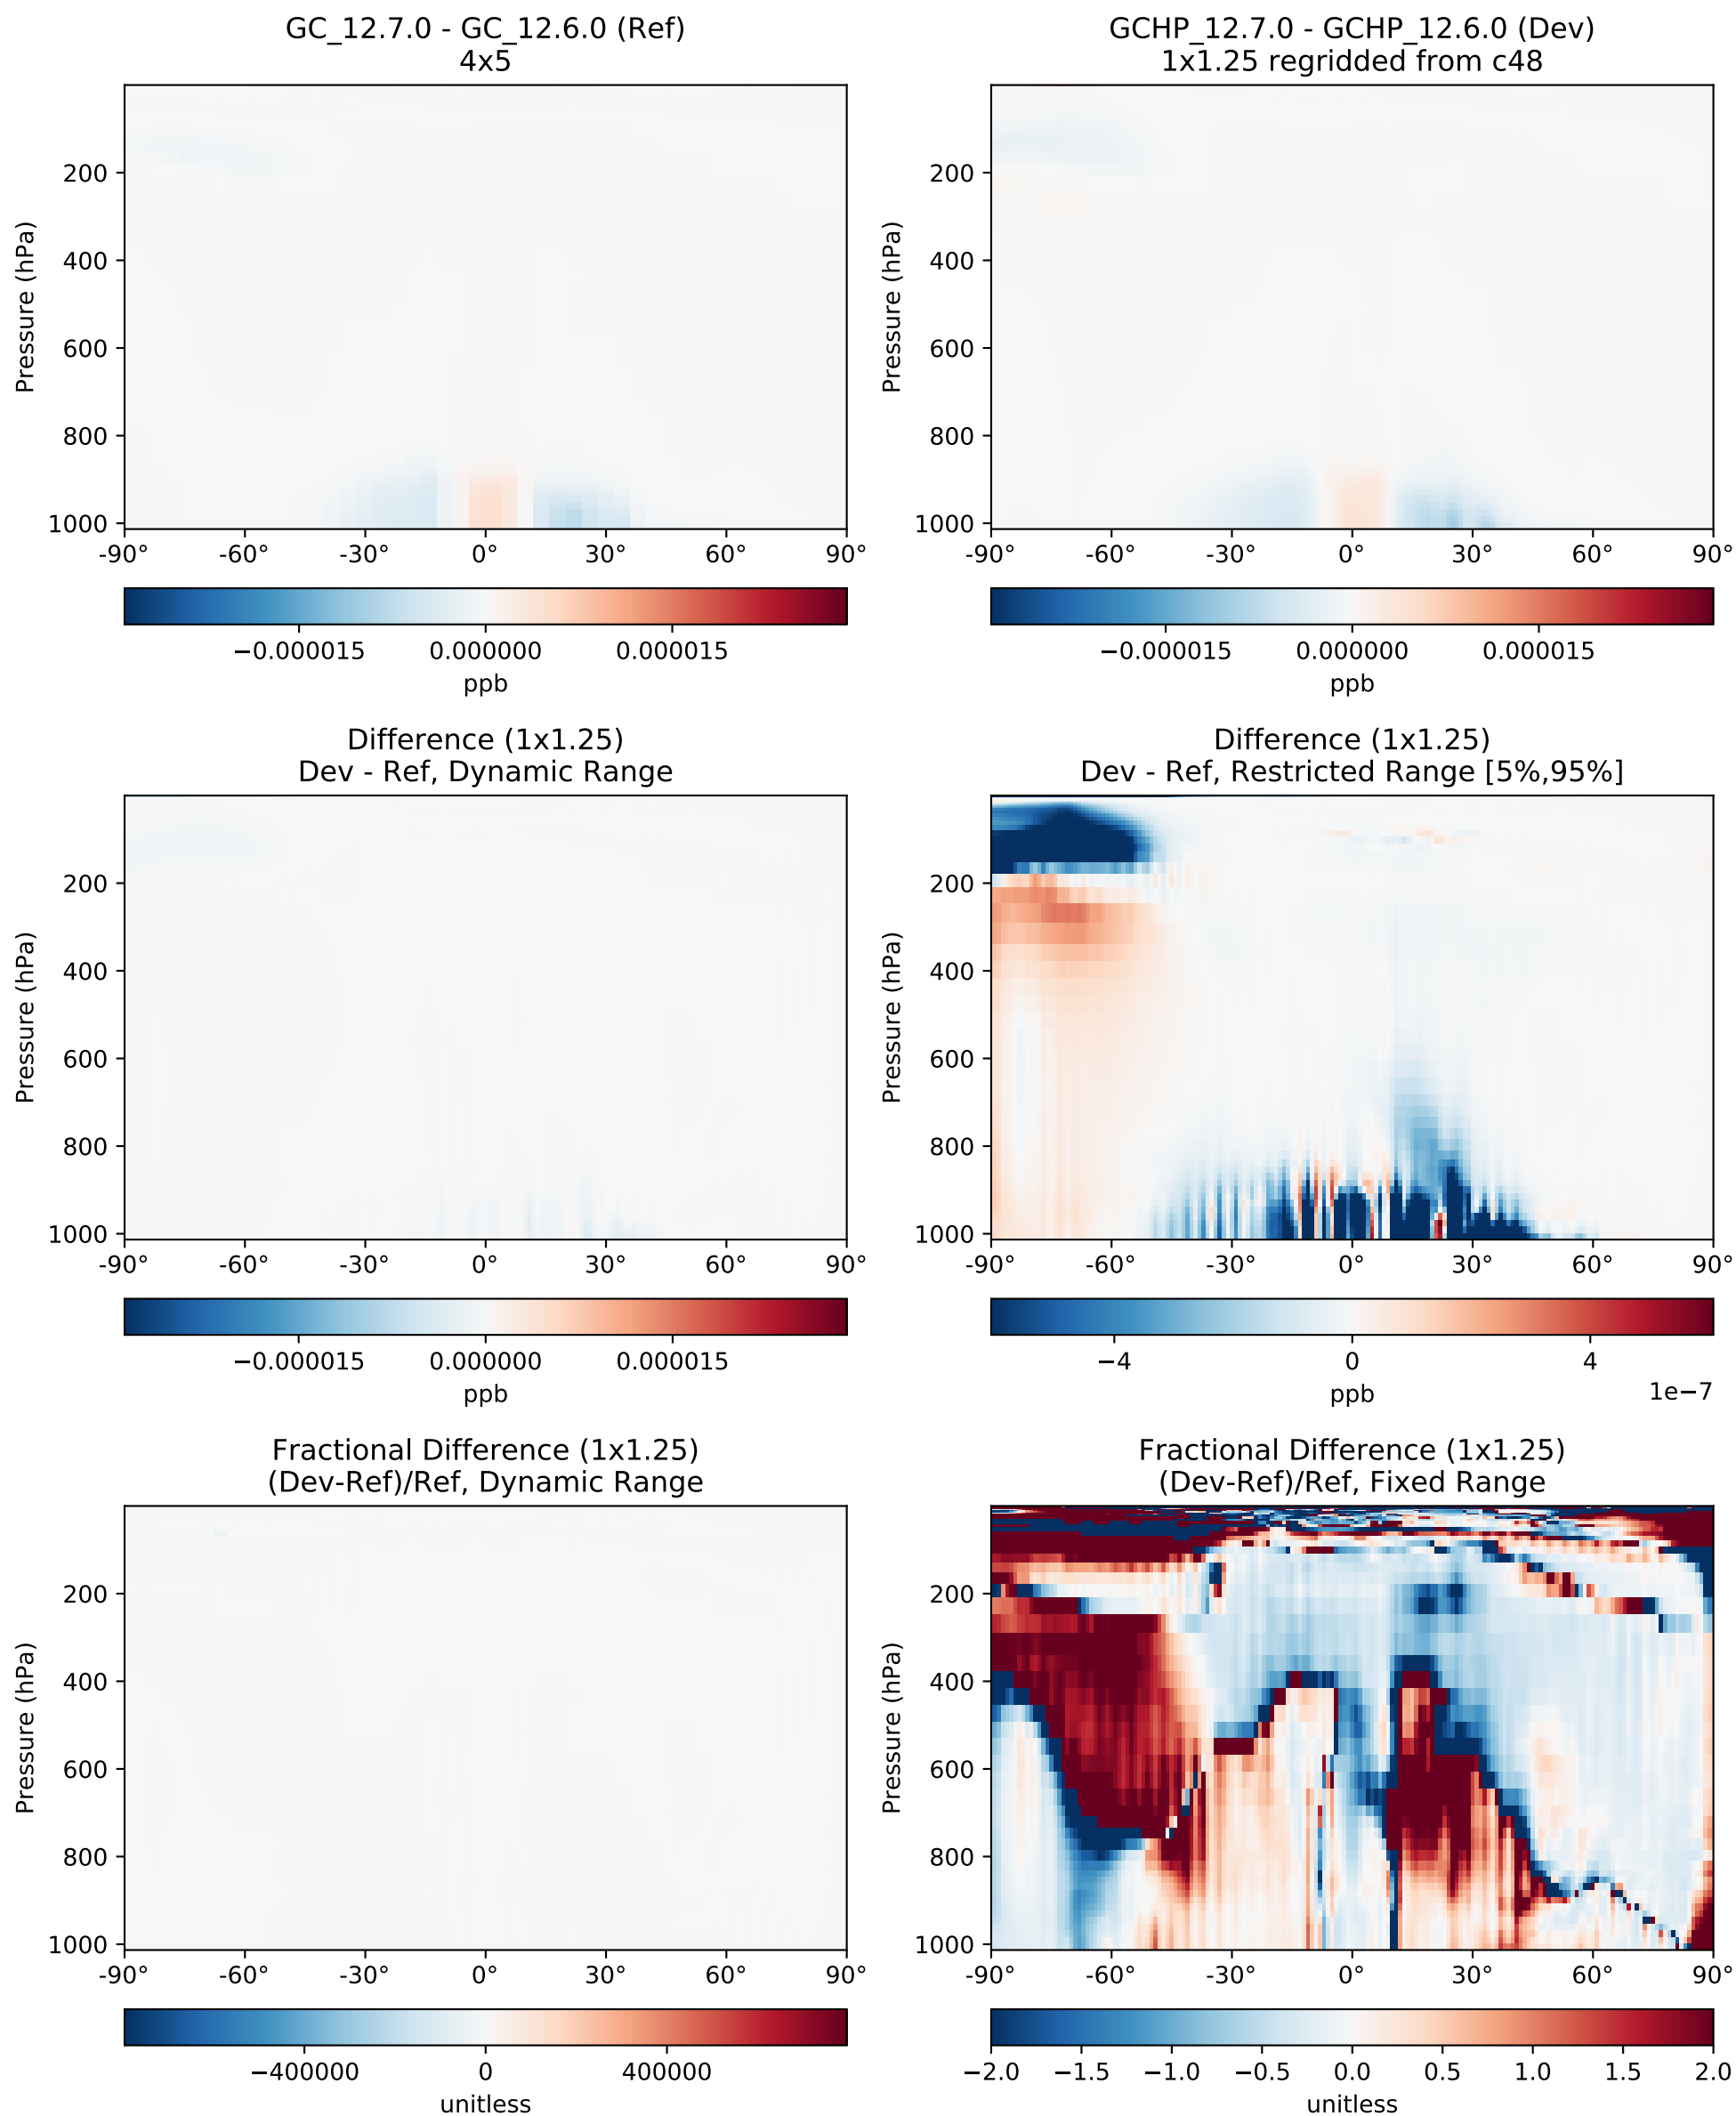 GC_12.7.0 - GC_12.6.0 (Ref)
4x5
Pressure (hPa)
200
400
600
800
1000
-90° -60° -30° 0° 30° 60° 90°
−0.000015 0.000000 0.000015
ppb
GCHP_12.7.0 - GCHP_12.6.0 (Dev)
1x1.25 regridded from c48
Pressure (hPa)
200
400
600
800
1000
-90° -60° -30° 0° 30° 60° 90°
−0.000015 0.000000 0.000015
ppb
Difference (1x1.25)
Dev - Ref, Dynamic Range
Pressure (hPa)
200
400
600
800
1000
-90° -60° -30° 0° 30° 60° 90°
−0.000015 0.000000 0.000015
ppb
Difference (1x1.25)
Dev - Ref, Restricted Range [5%,95%]
Pressure (hPa)
200
400
600
800
1000
-90° -60° -30° 0° 30° 60° 90°
−4 0 4
ppb 1e−7
Fractional Difference (1x1.25)
(Dev-Ref)/Ref, Dynamic Range
Pressure (hPa)
200
400
600
800
1000
-90° -60° -30° 0° 30° 60° 90°
−400000 0 400000
unitless
Fractional Difference (1x1.25)
(Dev-Ref)/Ref, Fixed Range
Pressure (hPa)
200
400
600
800
1000
-90° -60° -30° 0° 30° 60° 90°
−2.0 −1.5 −1.0 −0.5 0.0 0.5 1.0 1.5 2.0
unitless